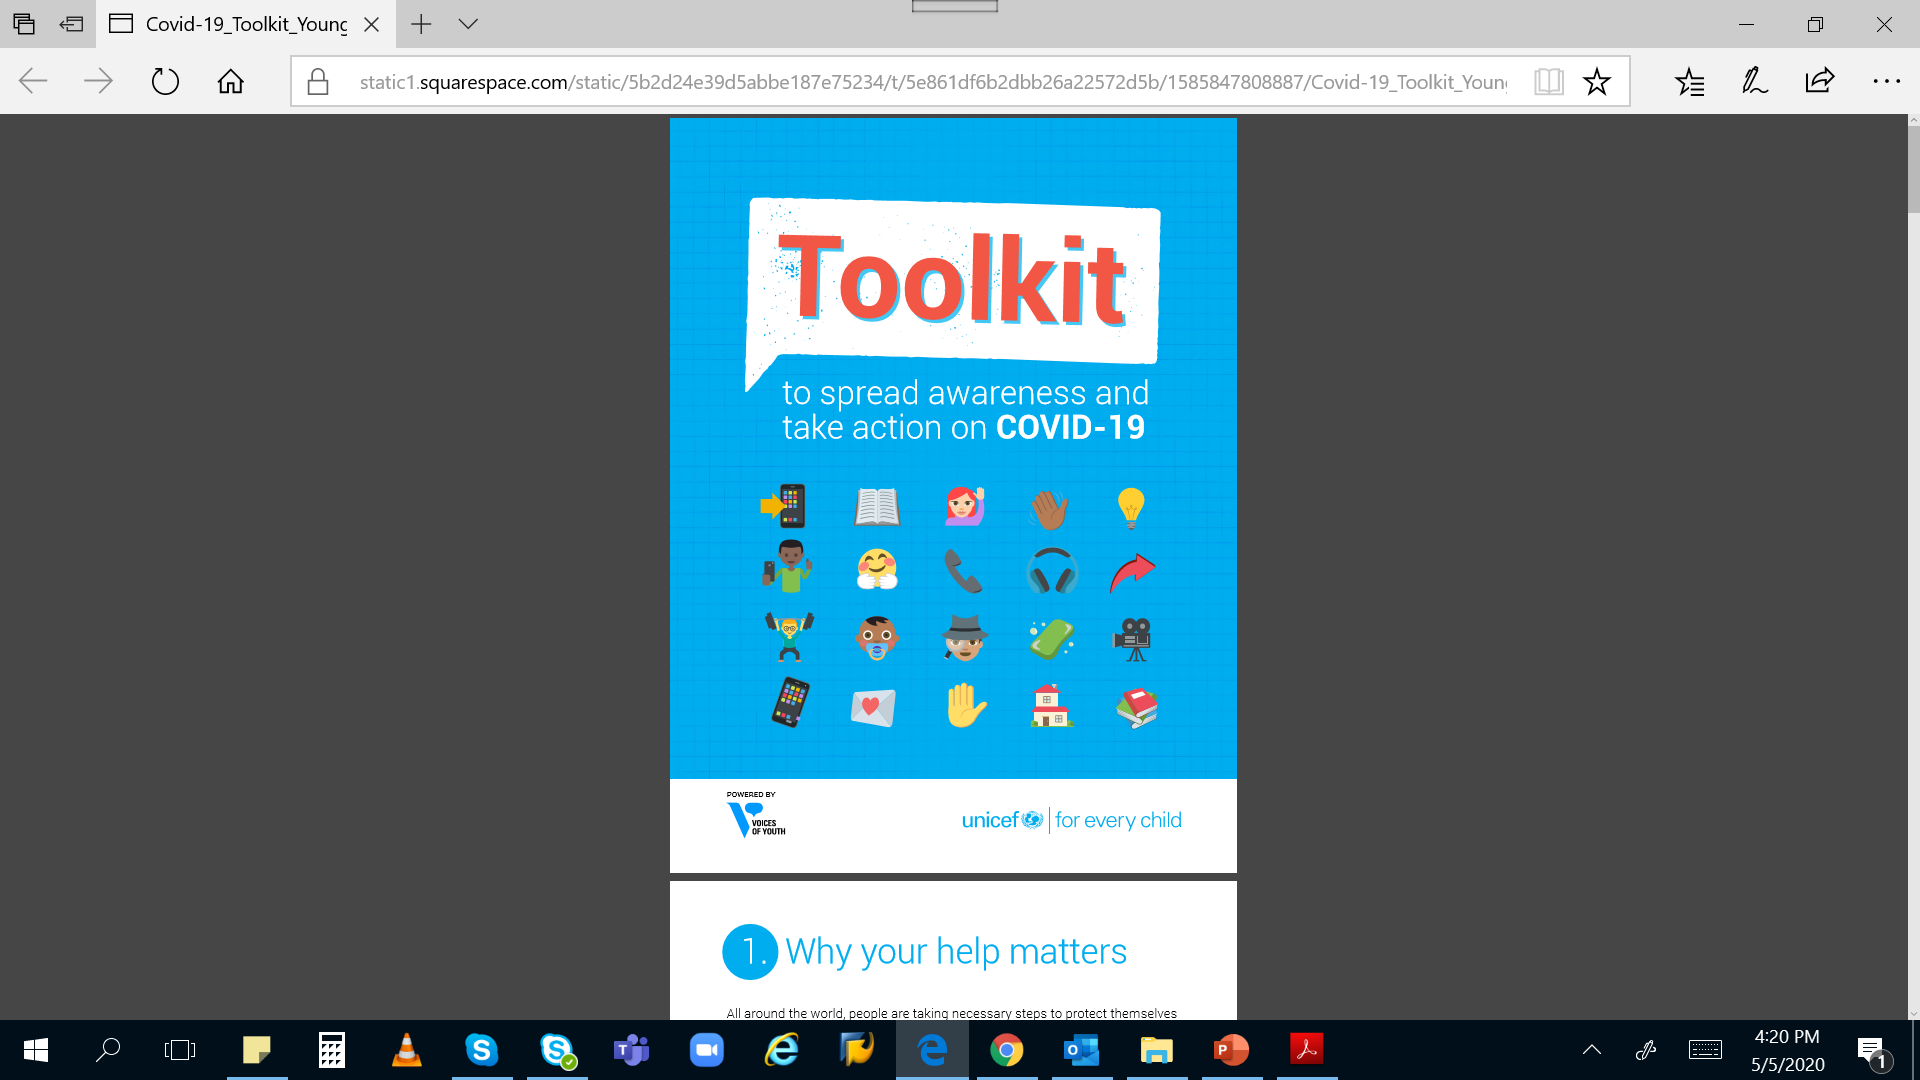 Covid-19_Toolkit_Young
static1.squarespace.com/static/5b2d24e39d5abbe187e75234/t/5e861df6b2dbb26a22572d5b/1585847808887/Covid-19_Toolkit_Young
Toolkit
to spread awareness and
take action on COVID-19
POWERED BY
VOICES
OF YOUTH
unicef for every child
1. Why your help matters
All around the world, people are taking necessary steps to protect themselves
4:20 PM
5/5/2020
1